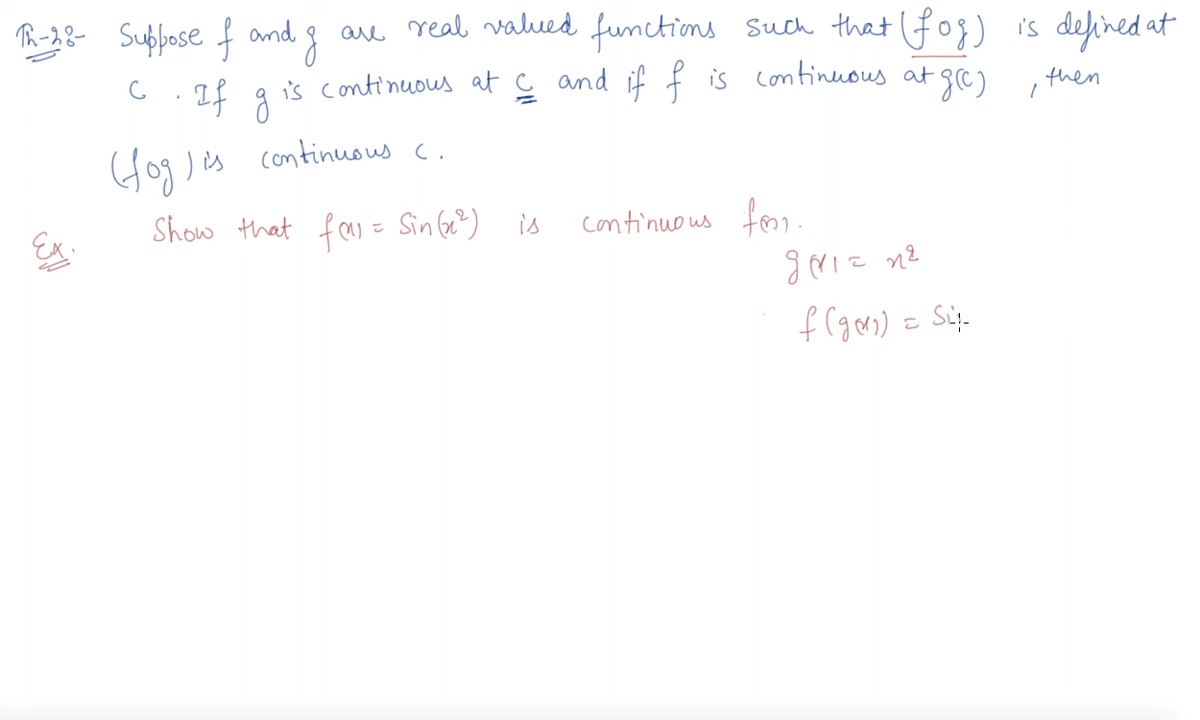 Th-28- Suppose f and g are real valued functions such that (fog) is defined at
C. If g is continuous at c and if f is continuous at g(c), then
(fog) is continuous c.
Ex. Show that f(x) = Sin(x²) is continuous fn.
g(x) = x²
f(g(x)) = Si